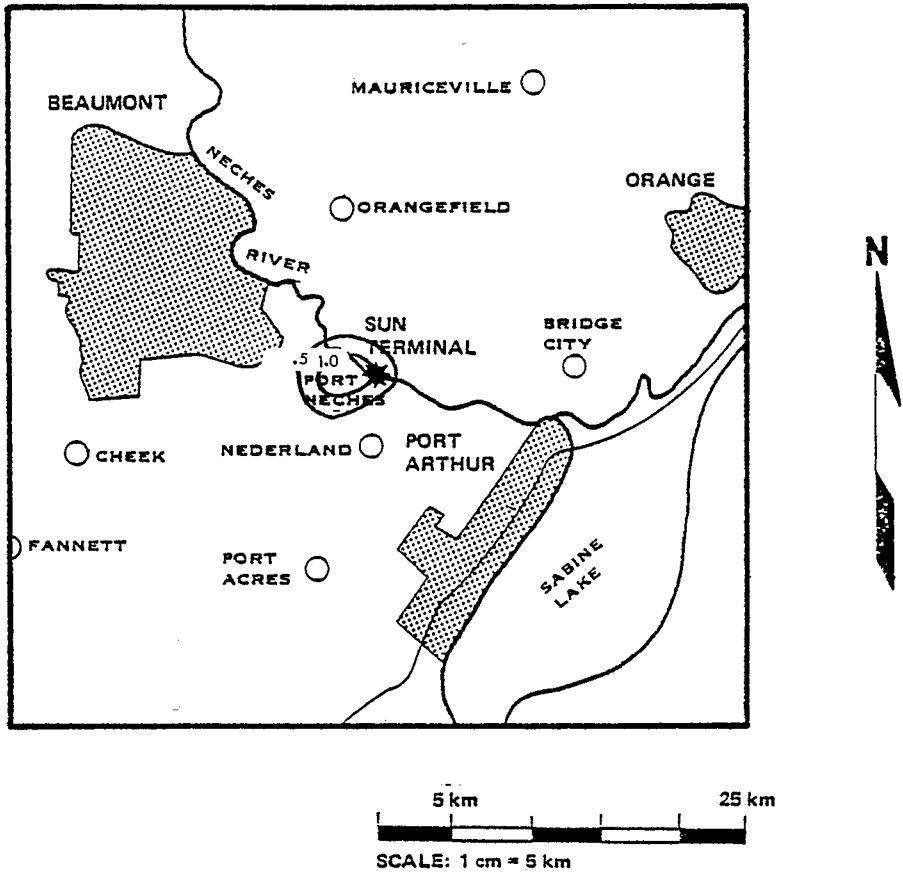 MAURICEVILLE
BEAUMONT
NECHES
ORANGE
ORANGEFIELD
RIVER
N
SUN
TERMINAL
BRIDGE
CITY
.5 1.0
PORT
NECHES
CHEEK
NEDERLAND
PORT
ARTHUR
FANNETT
PORT
ACRES
SABINE
LAKE
5 km 25 km
SCALE: 1 cm = 5 km